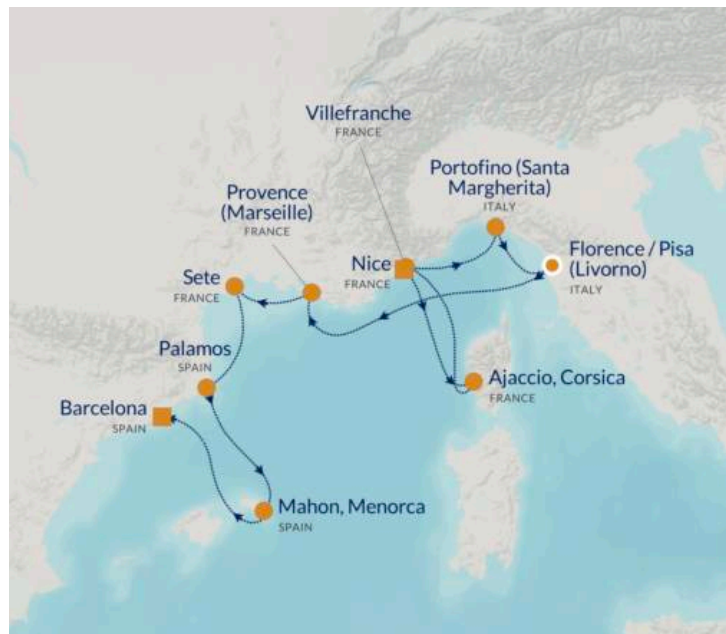 Villefranche
FRANCE
Portofino (Santa
Margherita)
ITALY
Provence
(Marseille)
FRANCE
Florence / Pisa
(Livorno)
ITALY
Nice
FRANCE
Sete
FRANCE
Palamos
SPAIN
Ajaccio, Corsica
FRANCE
Barcelona
SPAIN
Mahon, Menorca
SPAIN